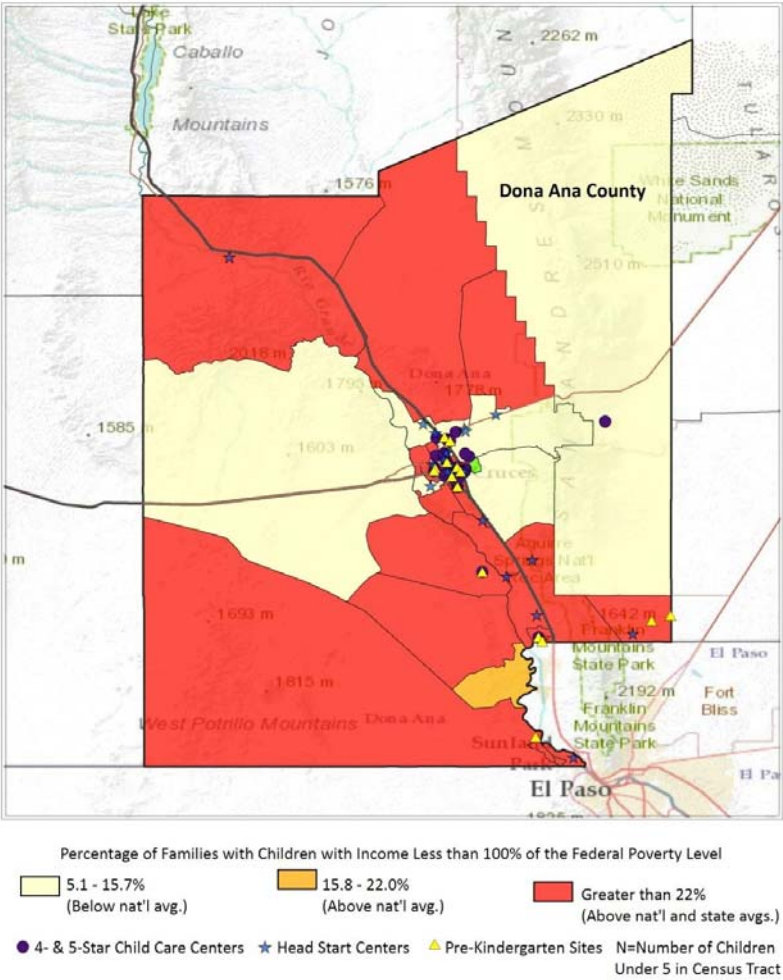 Lake
State Park
Caballo
Mountains
J O
M O U N
2262 m
2330 m
T U L A R O S
1576 m
Dona Ana County
White Sands
National
Monument
2510 m
S A N A N D R E S
Rio Grande
2018 m
1795 m
Dona Ana
1778 m
1585 m
1603 m
Cruces
Aguirre
Springs Nat'l
Rec Area
m
1693 m
1642 m
Franklin
Mountains
State Park
El Paso
1815 m
2192 m
Fort
Bliss
West Potrillo Mountains
Dona Ana
Franklin
Mountains
State Park
Sunland
Park
El Pa
El Paso
1825 m
Percentage of Families with Children with Income Less than 100% of the Federal Poverty Level
5.1 - 15.7%
(Below nat'l avg.)
15.8 - 22.0%
(Above nat'l avg.)
Greater than 22%
(Above nat'l and state avgs.)
4- & 5-Star Child Care Centers Head Start Centers Pre-Kindergarten Sites N=Number of Children
Under 5 in Census Tract